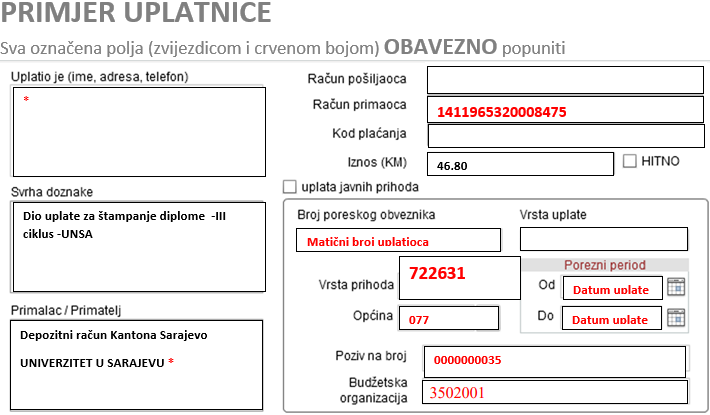 PRIMJER UPLATNICE
Sva označena polja (zvijezdicom i crvenom bojom) OBAVEZNO popuniti
Uplatio je (ime, adresa, telefon)
*
Svrha doznake
Dio uplate za štampanje diplome -III
ciklus -UNSA
Primalac / Primatelj
Depozitni račun Kantona Sarajevo
UNIVERZITET U SARAJEVU *
Račun pošiljaoca
Račun primaoca 1411965320008475
Kod plaćanja
Iznos (KM) 46.80 HITNO
uplata javnih prihoda
Broj poreskog obveznika
Matični broj uplatioca
Vrsta uplate
Vrsta prihoda 722631
Općina 077
Porezni period
Od Datum uplate
Do Datum uplate
Poziv na broj 0000000035
Budžetska
organizacija 3502001